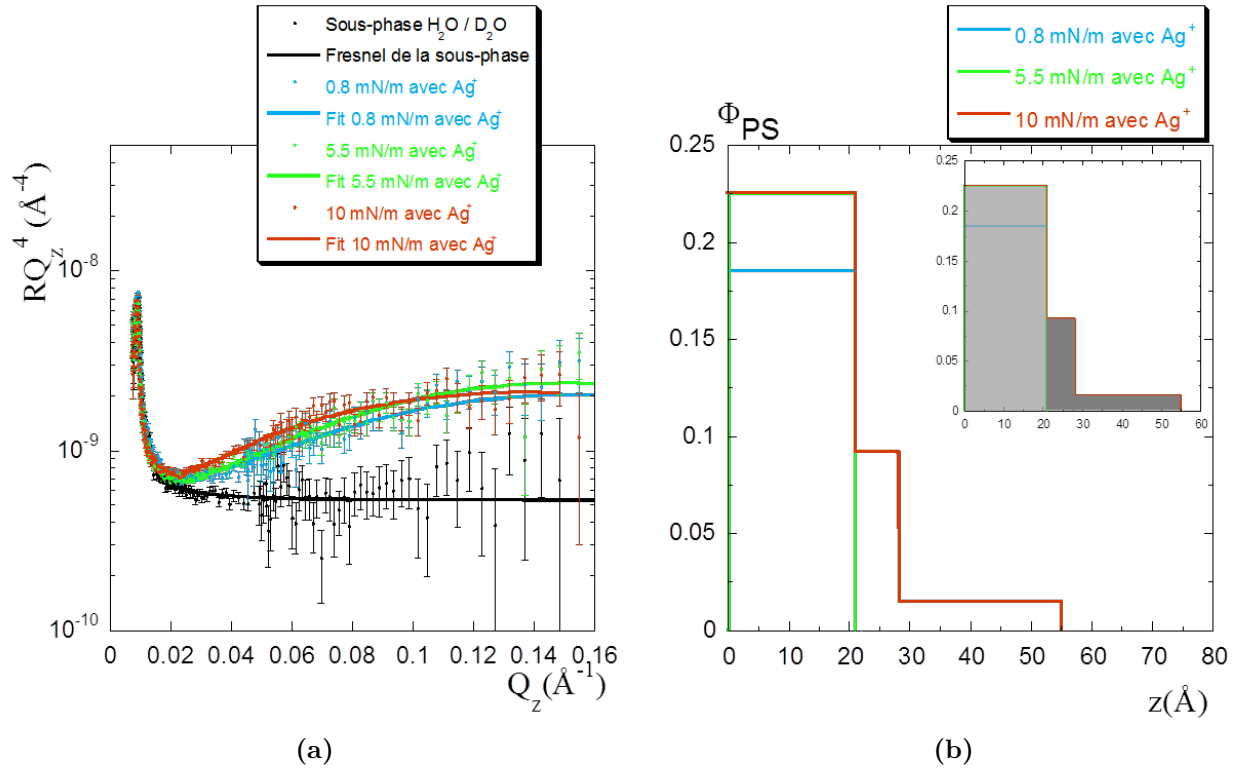 Sous-phase H₂O / D₂O
Fresnel de la sous-phase
0.8 mN/m avec Ag⁺
Fit 0.8 mN/m avec Ag⁺
5.5 mN/m avec Ag⁺
Fit 5.5 mN/m avec Ag⁺
10 mN/m avec Ag⁺
Fit 10 mN/m avec Ag⁺
RQ_z⁴ (Å⁻⁴)
10⁻⁸
10⁻⁹
10⁻¹⁰
0 0.02 0.04 0.06 0.08 0.1 0.12 0.14 0.16
Q_z(Å⁻¹)
(a)
0.8 mN/m avec Ag⁺
5.5 mN/m avec Ag⁺
10 mN/m avec Ag⁺
Φ_PS
0.25
0.2
0.15
0.1
0.05
0
0 10 20 30 40 50 60 70 80
z(Å)
0.25
0.2
0.15
0.1
0.05
0
0 10 20 30 40 50 60
(b)